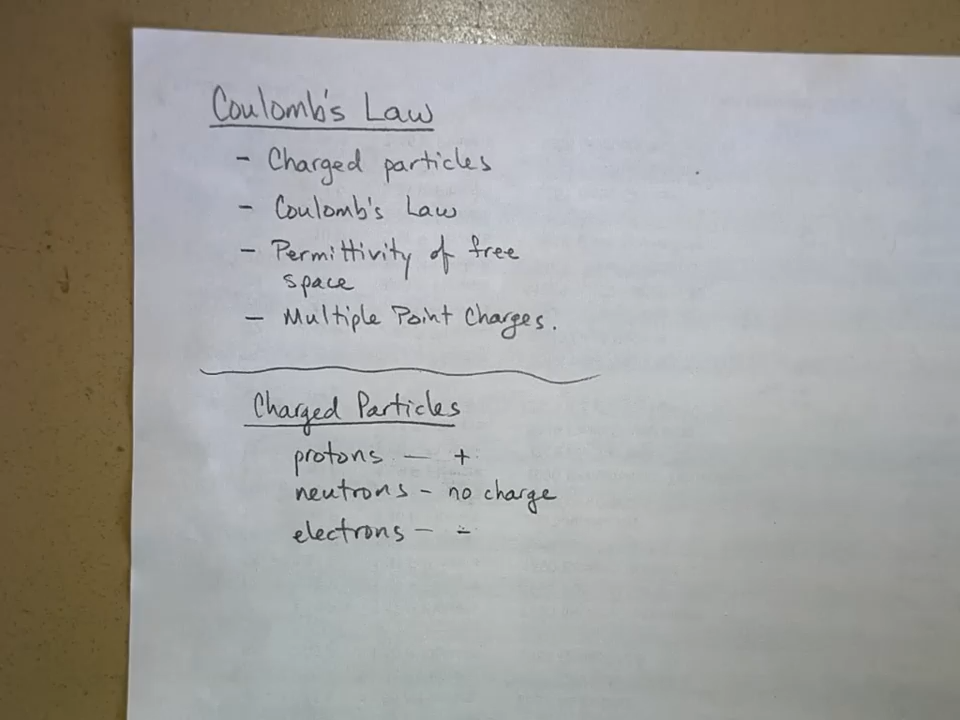 Coulomb's Law
- Charged particles
- Coulomb's Law
- Permittivity of free
space
- Multiple Point Charges.
Charged Particles
protons - +
neutrons - no charge
electrons - -